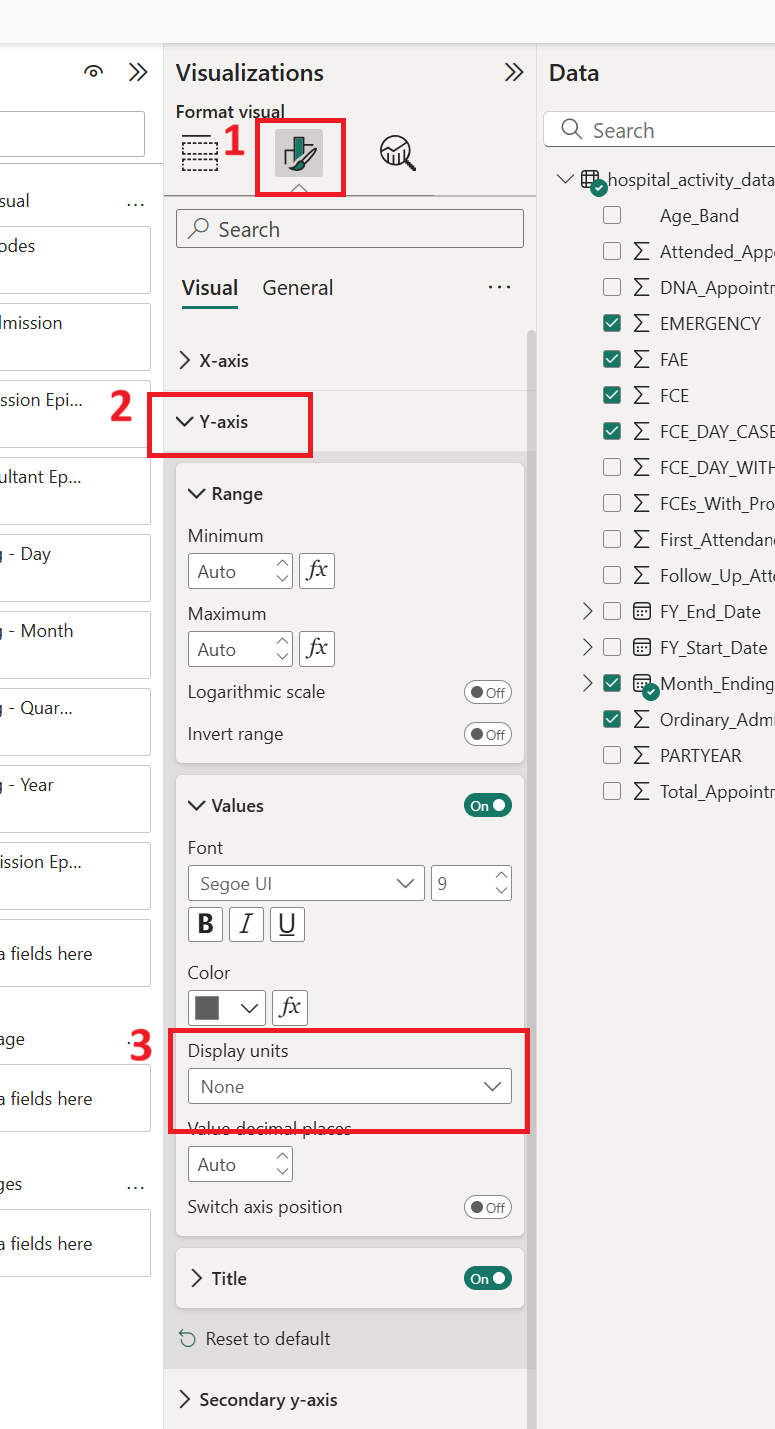 Visualizations
Data
Format visual
1
Search
Search
hospital_activity_data
Age_Band
Visual
General
Attended_Appo
DNA_Appointm
EMERGENCY
X-axis
FAE
2
Y-axis
FCE
FCE_DAY_CASE
FCE_DAY_WITH
Range
FCEs_With_Pro
Minimum
First_Attendan
Auto
fx
Follow_Up_Atte
Maximum
FY_End_Date
Auto
fx
FY_Start_Date
Logarithmic scale
Off
Month_Ending
Invert range
Off
Ordinary_Admi
PARTYEAR
Values
On
Total_Appointm
Font
Segoe UI
9
B
I
U
Color
fx
3
Display units
None
Value decimal places
Auto
Switch axis position
Off
Title
On
Reset to default
Secondary y-axis
sual
odes
dmission
ssion Epi...
ultant Ep...
g - Day
g - Month
g - Quar...
g - Year
ission Ep...
a fields here
age
a fields here
ges
a fields here